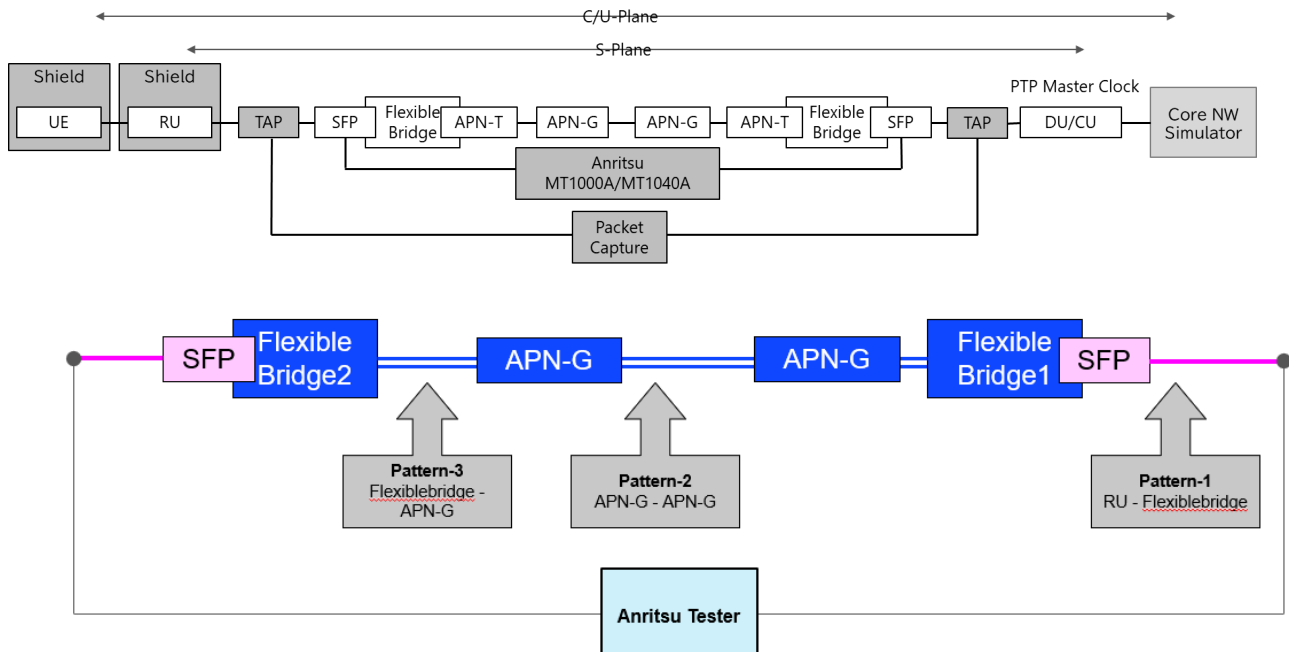 C/U-Plane
S-Plane
Shield
Shield
PTP Master Clock
UE
RU
TAP
SFP
Flexible
Bridge
APN-T
APN-G
APN-G
APN-T
Flexible
Bridge
SFP
TAP
DU/CU
Core NW
Simulator
Anritsu
MT1000A/MT1040A
Packet
Capture
SFP
Flexible
Bridge2
APN-G
APN-G
Flexible
Bridge1
SFP
Pattern-3
Flexiblebridge -
APN-G
Pattern-2
APN-G - APN-G
Pattern-1
RU - Flexiblebridge
Anritsu Tester